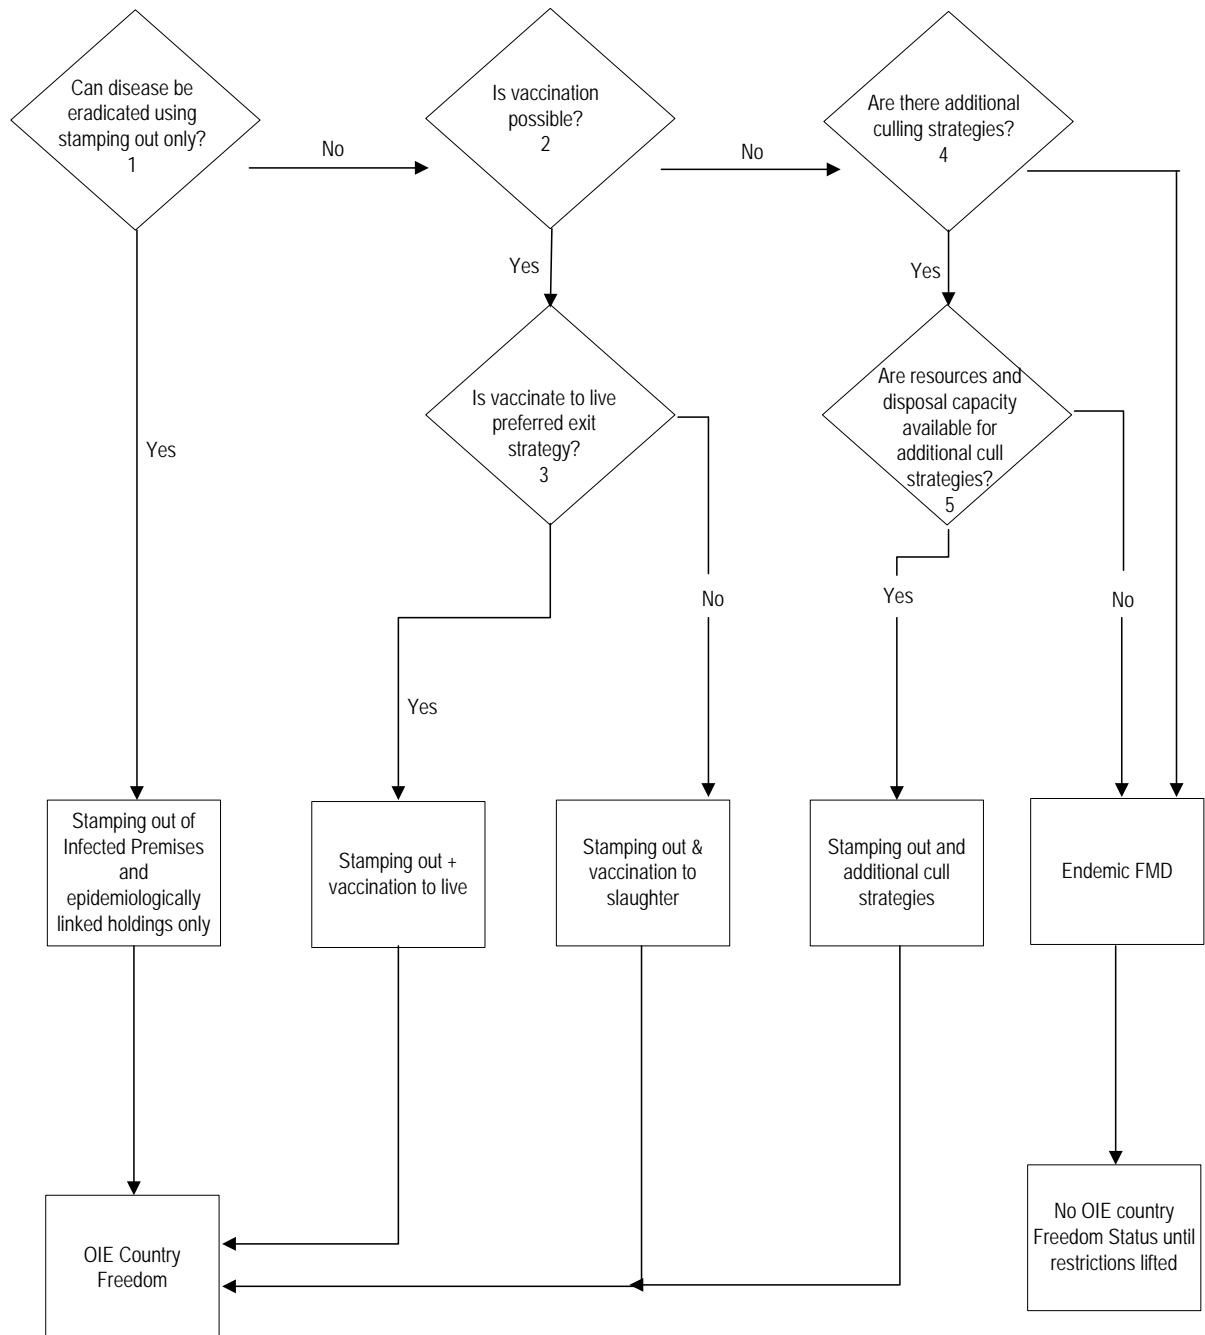 Can disease be
eradicated using
stamping out only?
1
No
Is vaccination
possible?
2
No
Are there additional
culling strategies?
4
Yes
Yes
Yes
Is vaccinate to live
preferred exit
strategy?
3
Are resources and
disposal capacity
available for
additional cull
strategies?
5
No
Yes
No
Yes
Stamping out of
Infected Premises
and
epidemiologically
linked holdings only
Stamping out +
vaccination to live
Stamping out &
vaccination to
slaughter
Stamping out and
additional cull
strategies
Endemic FMD
OIE Country
Freedom
No OIE country
Freedom Status until
restrictions lifted